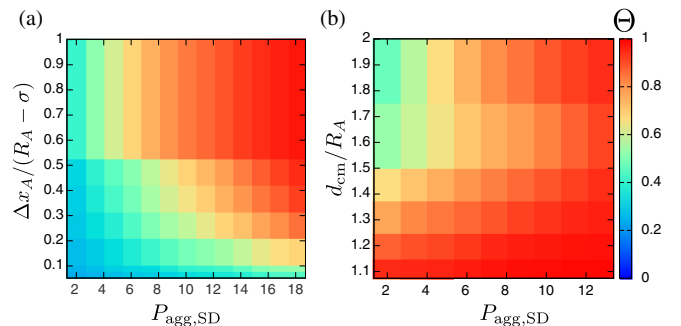 (a)
(b)
Θ
1
0.9
0.8
0.7
0.6
0.5
0.4
0.3
0.2
0.1
Δx_A/(R_A − σ)
2 4 6 8 10 12 14 16 18
P_agg,SD
2
1.9
1.8
1.7
1.6
1.5
1.4
1.3
1.2
1.1
d_cm/R_A
2 4 6 8 10 12
P_agg,SD
1
0.8
0.6
0.4
0.2
0